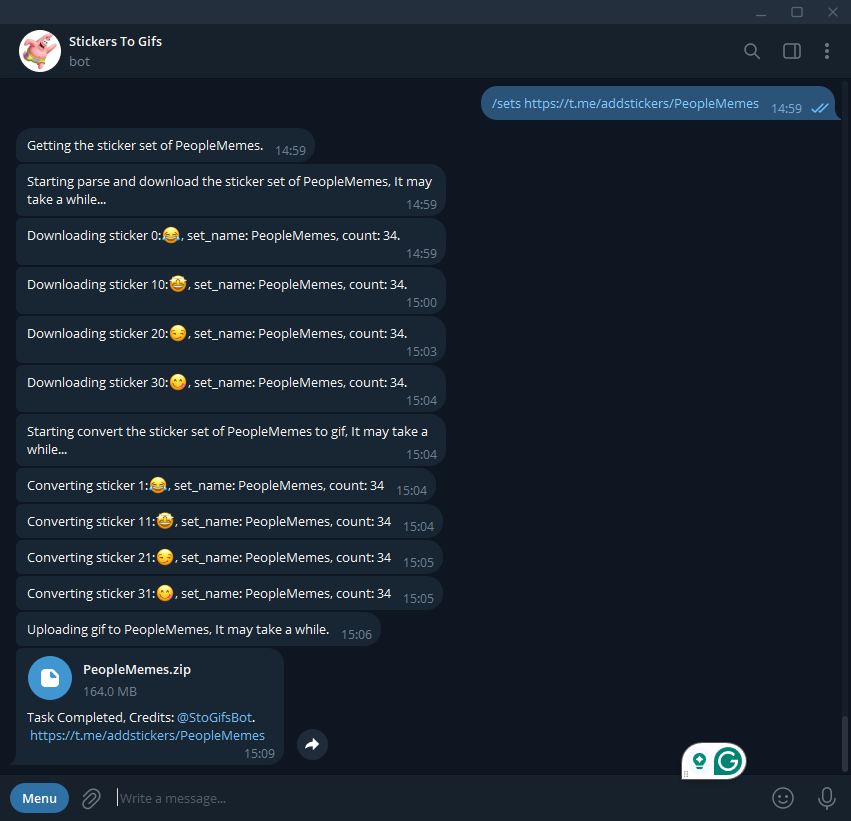 Stickers To Gifs
bot
/sets https://t.me/addstickers/PeopleMemes 14:59
Getting the sticker set of PeopleMemes. 14:59
Starting parse and download the sticker set of PeopleMemes, It may
take a while...
14:59
Downloading sticker 0:😂, set_name: PeopleMemes, count: 34.
14:59
Downloading sticker 10:🤩, set_name: PeopleMemes, count: 34.
15:00
Downloading sticker 20:😏, set_name: PeopleMemes, count: 34.
15:03
Downloading sticker 30:😋, set_name: PeopleMemes, count: 34.
15:04
Starting convert the sticker set of PeopleMemes to gif, It may take a
while...
15:04
Converting sticker 1:😂, set_name: PeopleMemes, count: 34 15:04
Converting sticker 11:🤩, set_name: PeopleMemes, count: 34 15:04
Converting sticker 21:😏, set_name: PeopleMemes, count: 34 15:05
Converting sticker 31:😋, set_name: PeopleMemes, count: 34 15:05
Uploading gif to PeopleMemes, It may take a while. 15:06
PeopleMemes.zip
164.0 MB
Task Completed, Credits: @StoGifsBot.
https://t.me/addstickers/PeopleMemes
15:09
G
Menu
Write a message...